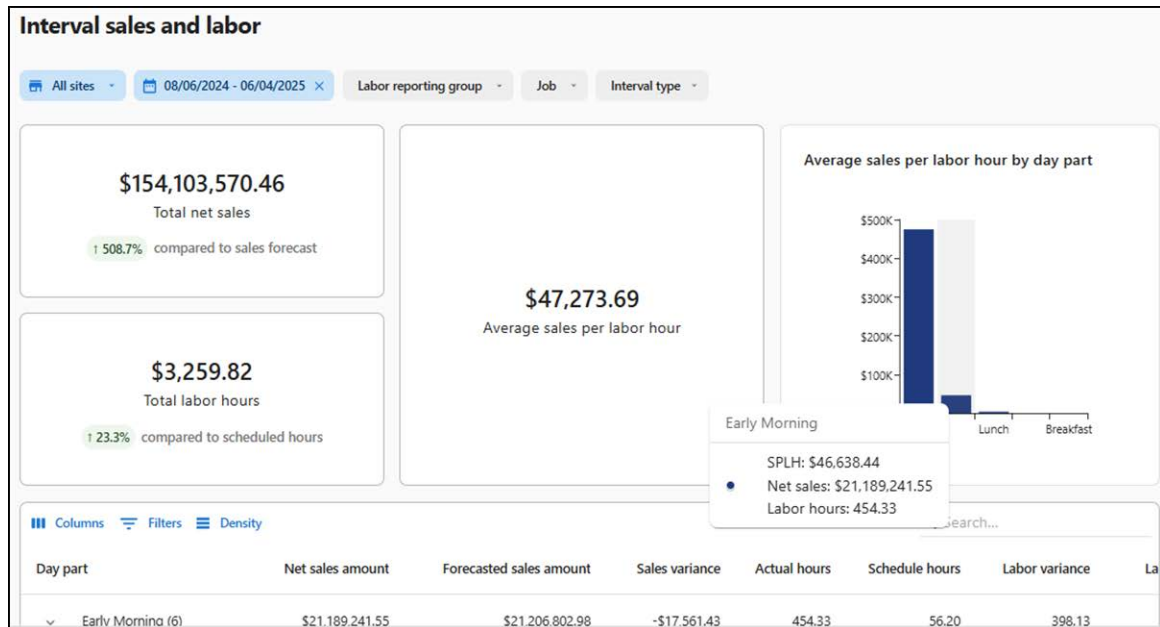 Interval sales and labor
All sites
08/06/2024 - 06/04/2025
Labor reporting group
Job
Interval type
$154,103,570.46
Total net sales
↑ 508.7% compared to sales forecast
$3,259.82
Total labor hours
↑ 23.3% compared to scheduled hours
$47,273.69
Average sales per labor hour
Average sales per labor hour by day part
$500K
$400K
$300K
$200K
$100K
Lunch Breakfast
Early Morning
SPLH: $46,638.44
Net sales: $21,189,241.55
Labor hours: 454.33
Columns Filters Density
Search...
Day part Net sales amount Forecasted sales amount Sales variance Actual hours Schedule hours Labor variance La
Early Morning (6) $21,189,241.55 $21,206,802.98 -$17,561.43 454.33 56.20 398.13